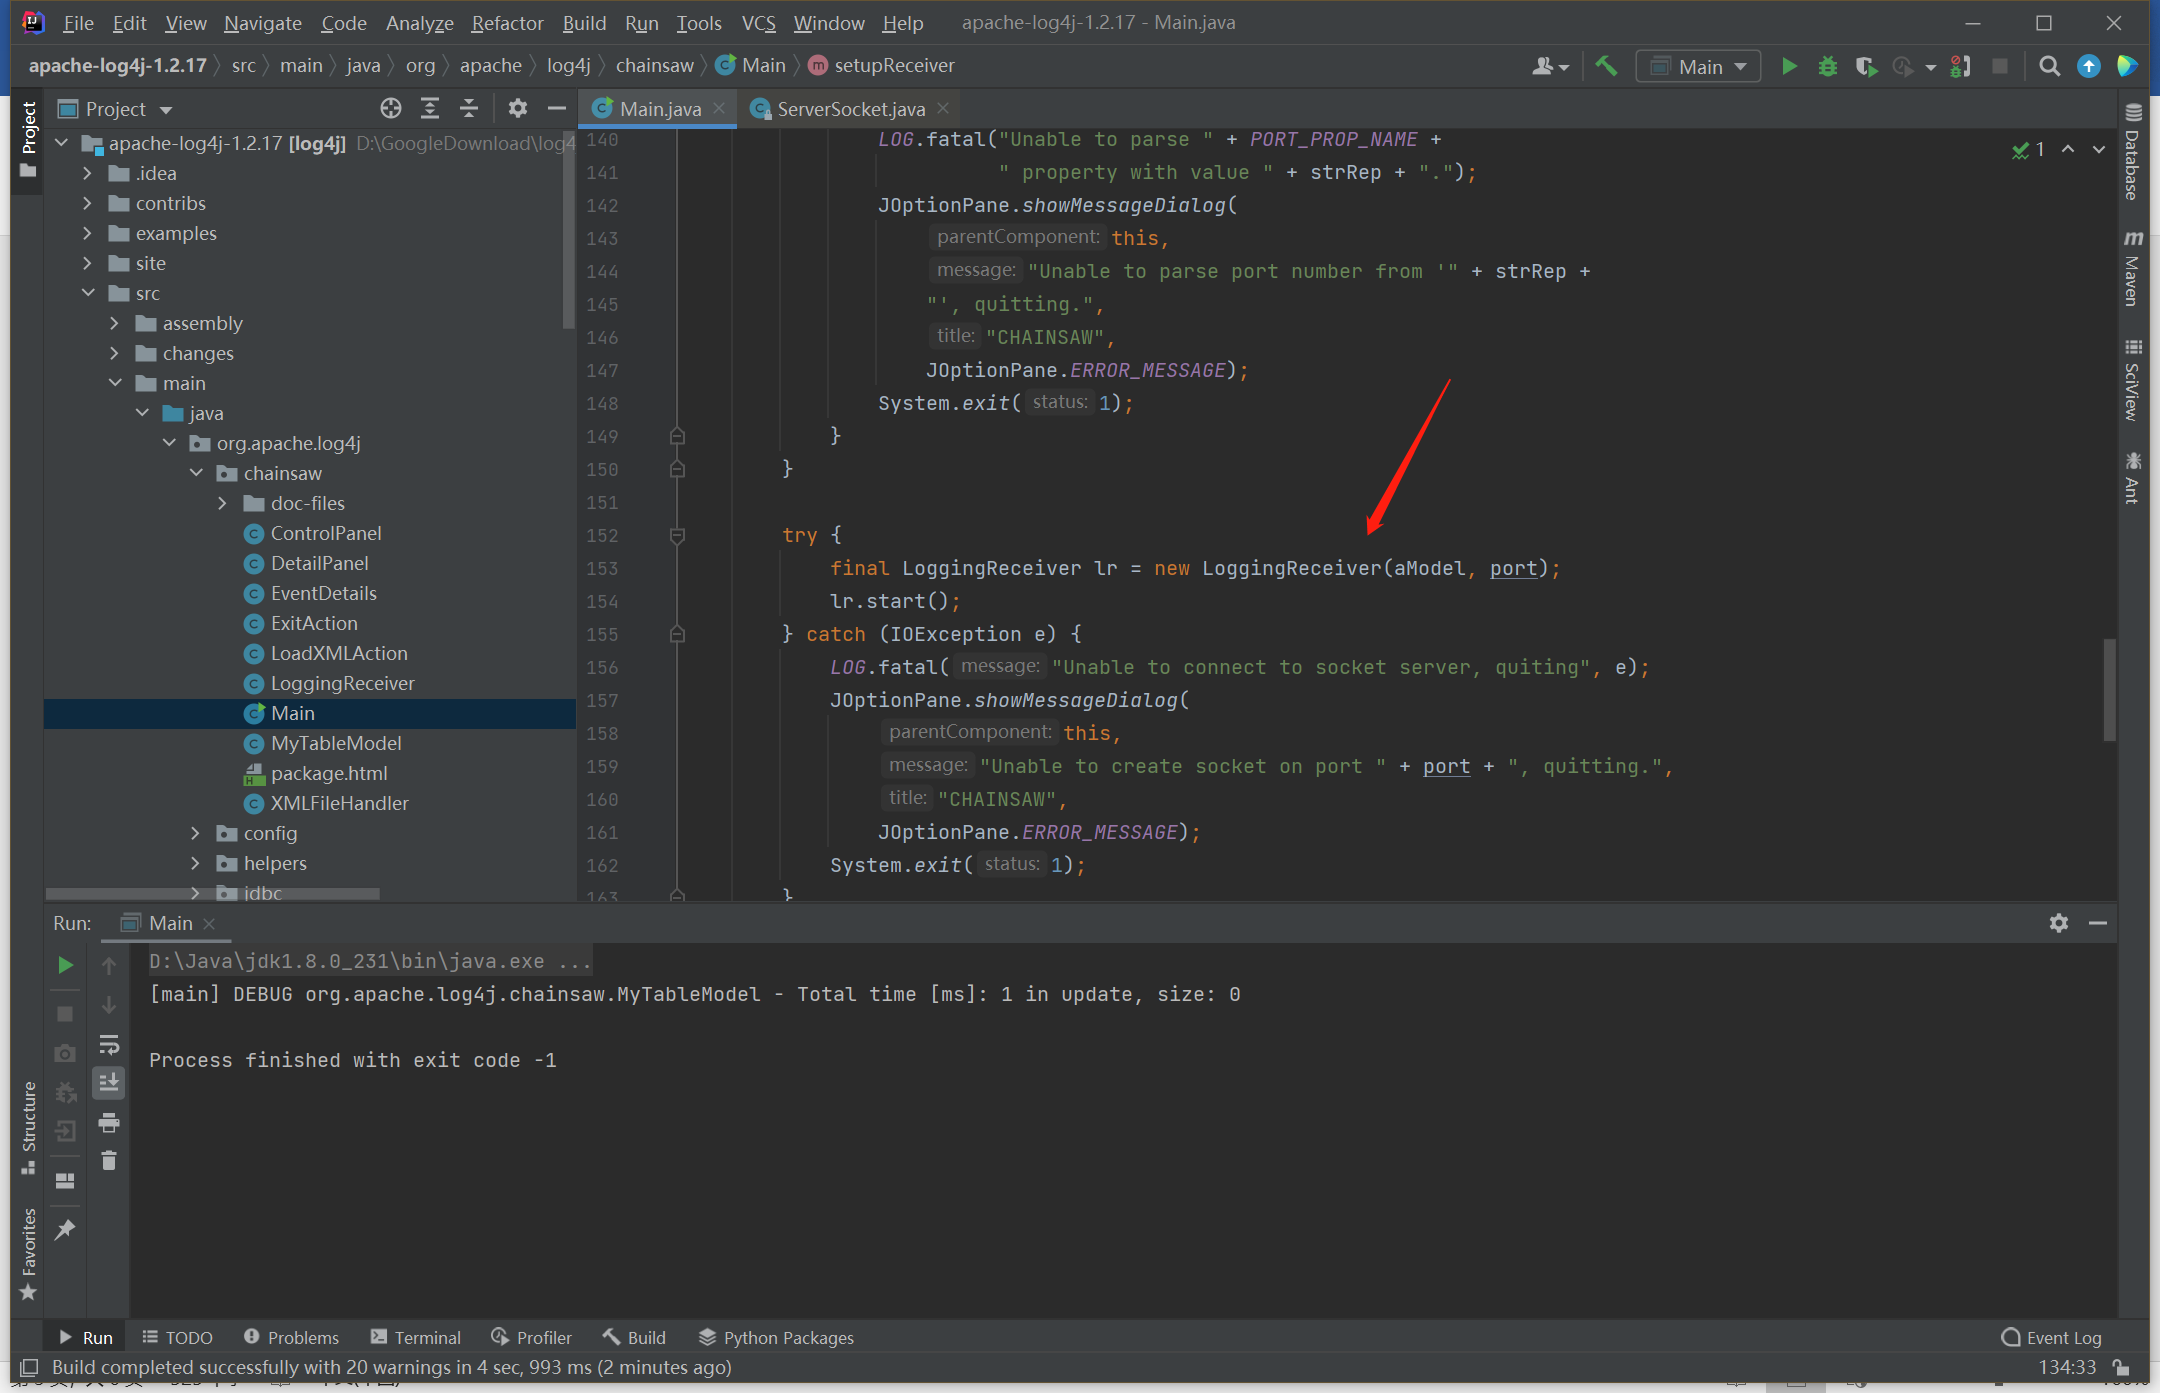 File Edit View Navigate Code Analyze Refactor Build Run Tools VCS Window Help apache-log4j-1.2.17 - Main.java
apache-log4j-1.2.17 src main java org apache log4j chainsaw Main setupReceiver Main
Project
Project
Main.java
ServerSocket.java
apache-log4j-1.2.17 [log4j] D:\GoogleDownload\log4
.idea
contribs
examples
site
src
assembly
changes
main
java
org.apache.log4j
chainsaw
doc-files
ControlPanel
DetailPanel
EventDetails
ExitAction
LoadXMLAction
LoggingReceiver
Main
MyTableModel
package.html
XMLFileHandler
config
helpers
jdbc
140 LOG.fatal("Unable to parse " + PORT_PROP_NAME +
141 " property with value " + strRep + ".");
142 JOptionPane.showMessageDialog(
143 parentComponent: this,
144 message: "Unable to parse port number from '" + strRep +
145 "', quitting.",
146 title: "CHAINSAW",
147 JOptionPane.ERROR_MESSAGE);
148 System.exit( status: 1);
149 }
150 }
151
152 try {
153 final LoggingReceiver lr = new LoggingReceiver(aModel, port);
154 lr.start();
155 } catch (IOException e) {
156 LOG.fatal( message: "Unable to connect to socket server, quiting", e);
157 JOptionPane.showMessageDialog(
158 parentComponent: this,
159 message: "Unable to create socket on port " + port + ", quitting.",
160 title: "CHAINSAW",
161 JOptionPane.ERROR_MESSAGE);
162 System.exit( status: 1);
163 }
1
Database
Maven
SciView
Ant
Run: Main
D:\Java\jdk1.8.0_231\bin\java.exe ...
[main] DEBUG org.apache.log4j.chainsaw.MyTableModel - Total time [ms]: 1 in update, size: 0
Process finished with exit code -1
Structure
Favorites
Run TODO Problems Terminal Profiler Build Python Packages Event Log
Build completed successfully with 20 warnings in 4 sec, 993 ms (2 minutes ago) 134:33